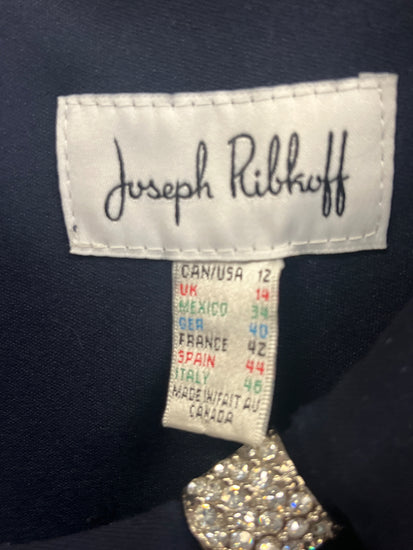 Joseph Ribkoff
CAN/USA 12
UK 14
MEXICO 34
GER 40
FRANCE 42
SPAIN 44
ITALY 46
MADE IN/FAIT AU
CANADA